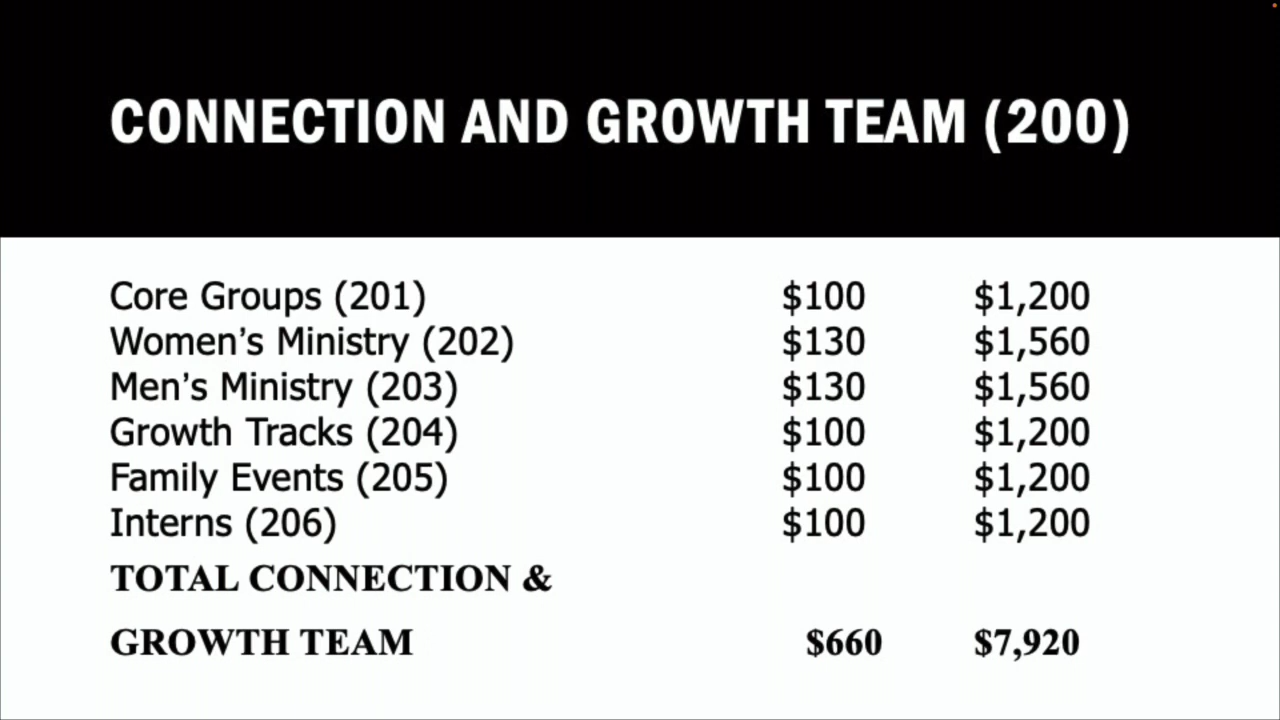 CONNECTION AND GROWTH TEAM (200)
Core Groups (201) $100 $1,200
Women’s Ministry (202) $130 $1,560
Men’s Ministry (203) $130 $1,560
Growth Tracks (204) $100 $1,200
Family Events (205) $100 $1,200
Interns (206) $100 $1,200
TOTAL CONNECTION &
GROWTH TEAM $660 $7,920